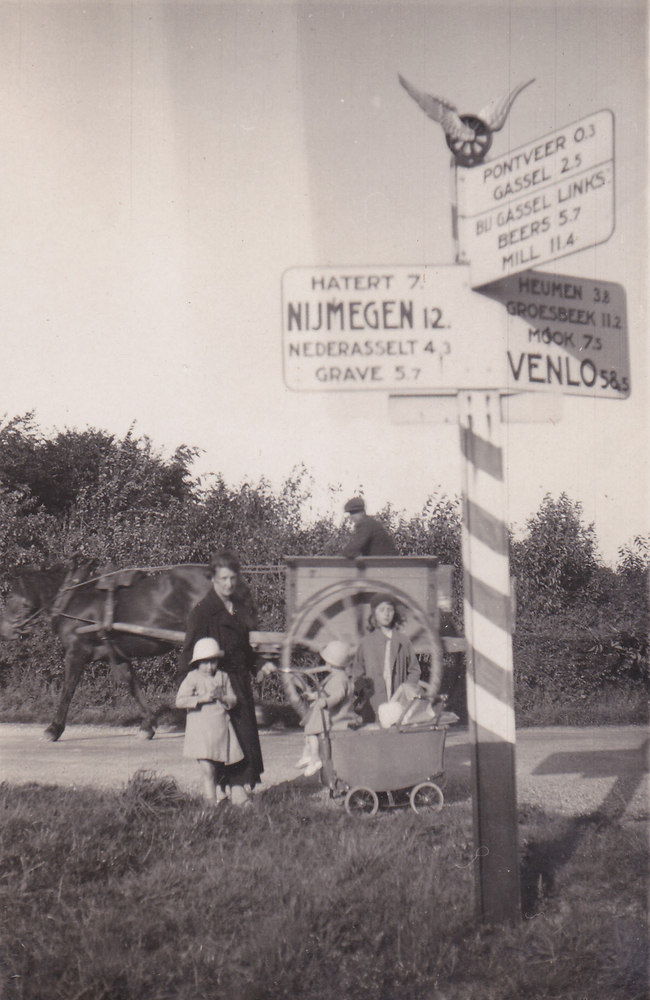 PONTVEER 0.3
GASSEL 2.5
BIJ GASSEL LINKS:
BEERS 5.7
MILL 11.4
HATERT 7.
NIJMEGEN 12.
NEDERASSELT 4.3
GRAVE 5.7
HEUMEN 3.8
GROESBEEK 11.2
MOOK 7.5
VENLO 58.5